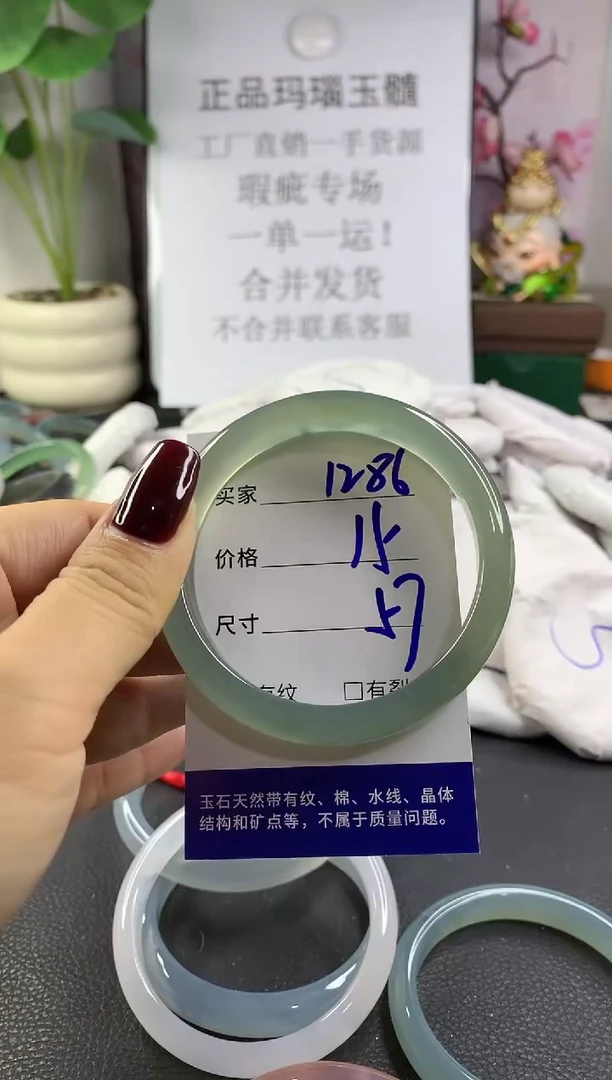 正品玛瑙玉髓
工厂直销一手货源
瑕疵专场
一单一运！
合并发货
不合并联系客服
买家 1286
价格 15
尺寸 57
有纹 □有裂
玉石天然带有纹、棉、水线、晶体
结构和矿点等，不属于质量问题。